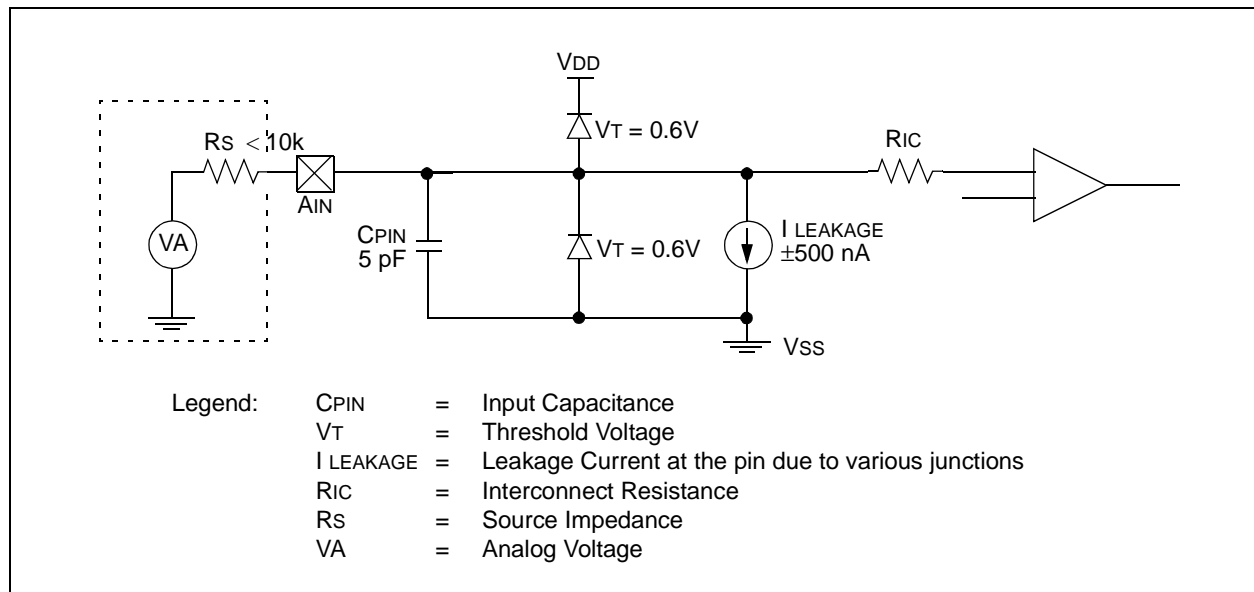 VDD
VT = 0.6V
RS < 10k
RIC
AIN
CPIN
5 pF
VA
VT = 0.6V
I LEAKAGE
±500 nA
VSS
Legend: CPIN = Input Capacitance
VT = Threshold Voltage
I LEAKAGE = Leakage Current at the pin due to various junctions
RIC = Interconnect Resistance
RS = Source Impedance
VA = Analog Voltage